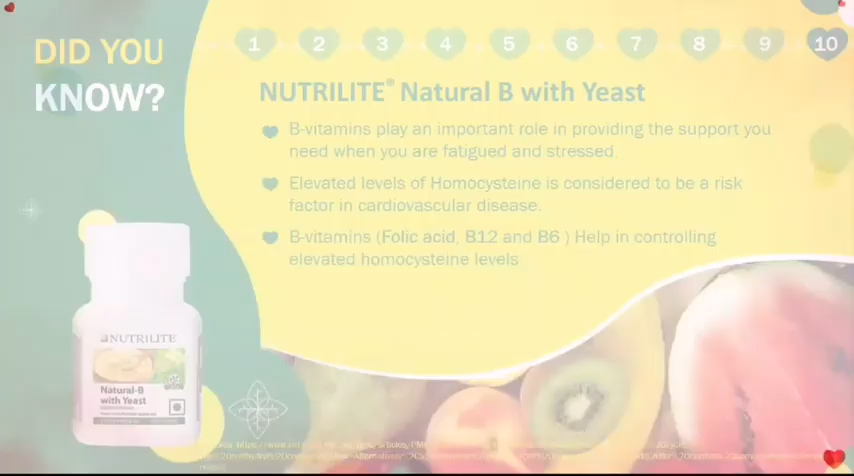 DID YOU
KNOW?
1 2 3 4 5 6 7 8 9 10
NUTRILITE® Natural B with Yeast
B-vitamins play an important role in providing the support you
need when you are fatigued and stressed.
Elevated levels of Homocysteine is considered to be a risk
factor in cardiovascular disease.
B-vitamins (Folic acid, B12 and B6 ) Help in controlling
elevated homocysteine levels
NUTRILITE
Natural-B
with Yeast